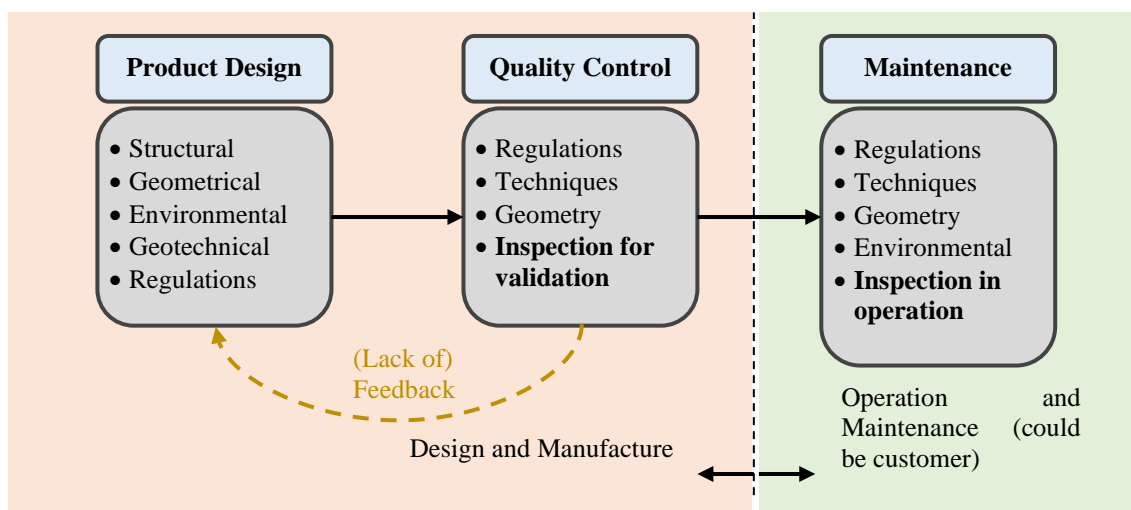 Product Design
• Structural
• Geometrical
• Environmental
• Geotechnical
• Regulations
Quality Control
• Regulations
• Techniques
• Geometry
• Inspection for
validation
Maintenance
• Regulations
• Techniques
• Geometry
• Environmental
• Inspection in
operation
(Lack of)
Feedback
Design and Manufacture
Operation and
Maintenance (could
be customer)